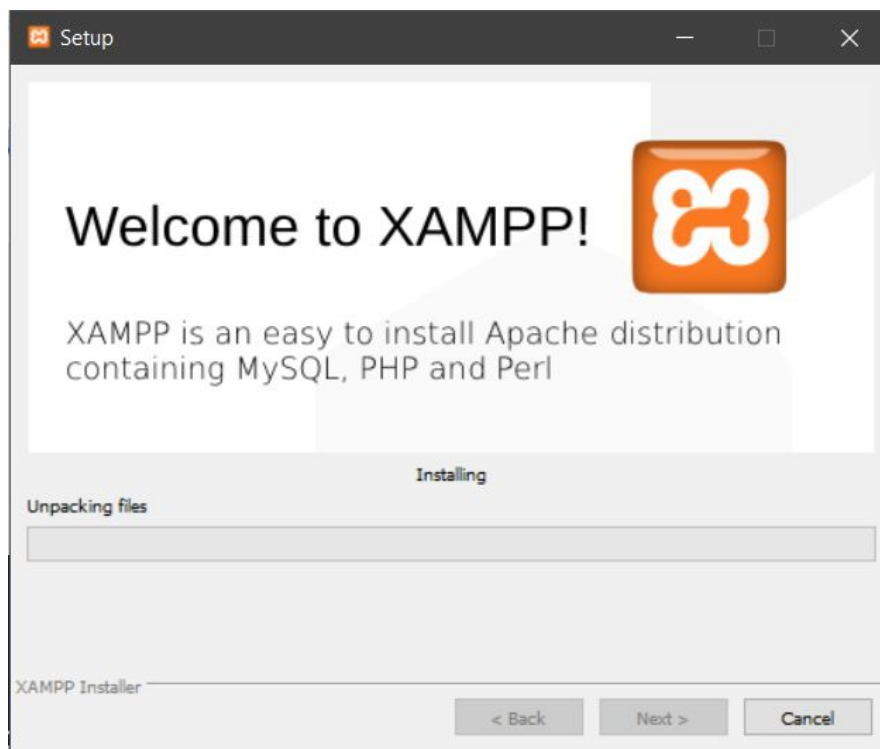 Setup
Welcome to XAMPP!
XAMPP is an easy to install Apache distribution
containing MySQL, PHP and Perl
Installing
Unpacking files
XAMPP Installer
< Back
Next >
Cancel